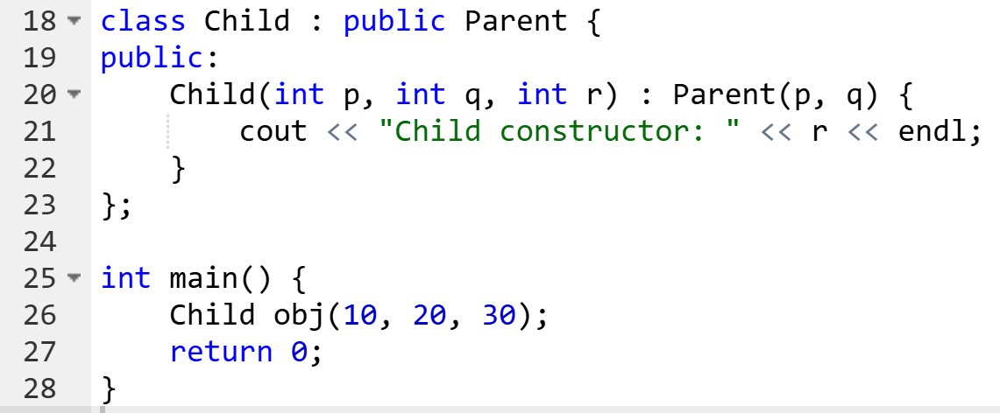 18 class Child : public Parent {
19 public:
20     Child(int p, int q, int r) : Parent(p, q) {
21         cout << "Child constructor: " << r << endl;
22     }
23 };
24
25 int main() {
26     Child obj(10, 20, 30);
27     return 0;
28 }